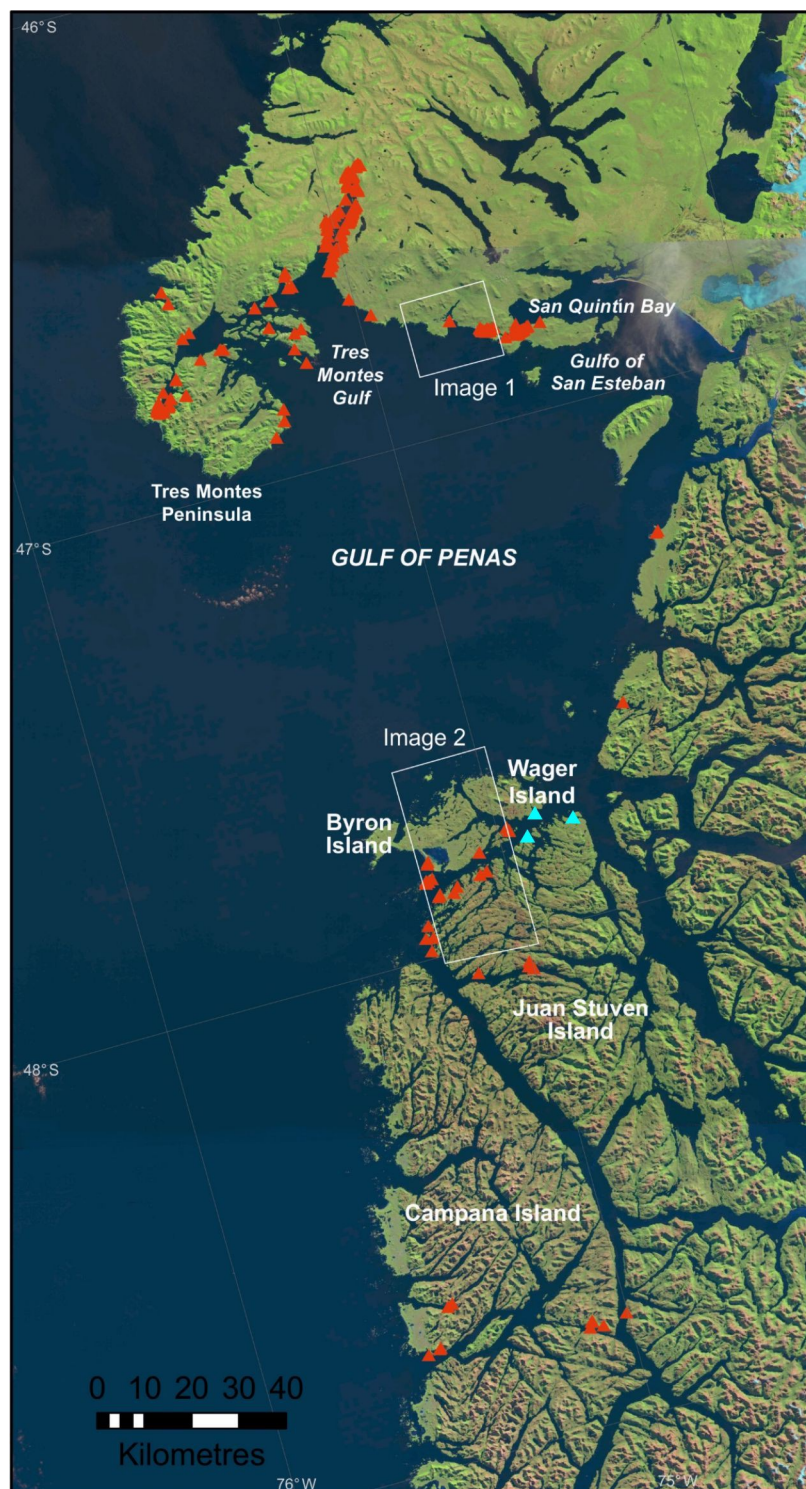 46°S
San Quintín Bay
Tres
Montes
Gulf
Gulfo of
San Esteban
Image 1
Tres Montes
Peninsula
47°S
GULF OF PENAS
Image 2
Wager
Island
Byron
Island
Juan Stuven
Island
48°S
Campana Island
0 10 20 30 40
Kilometres
76°W
75°W